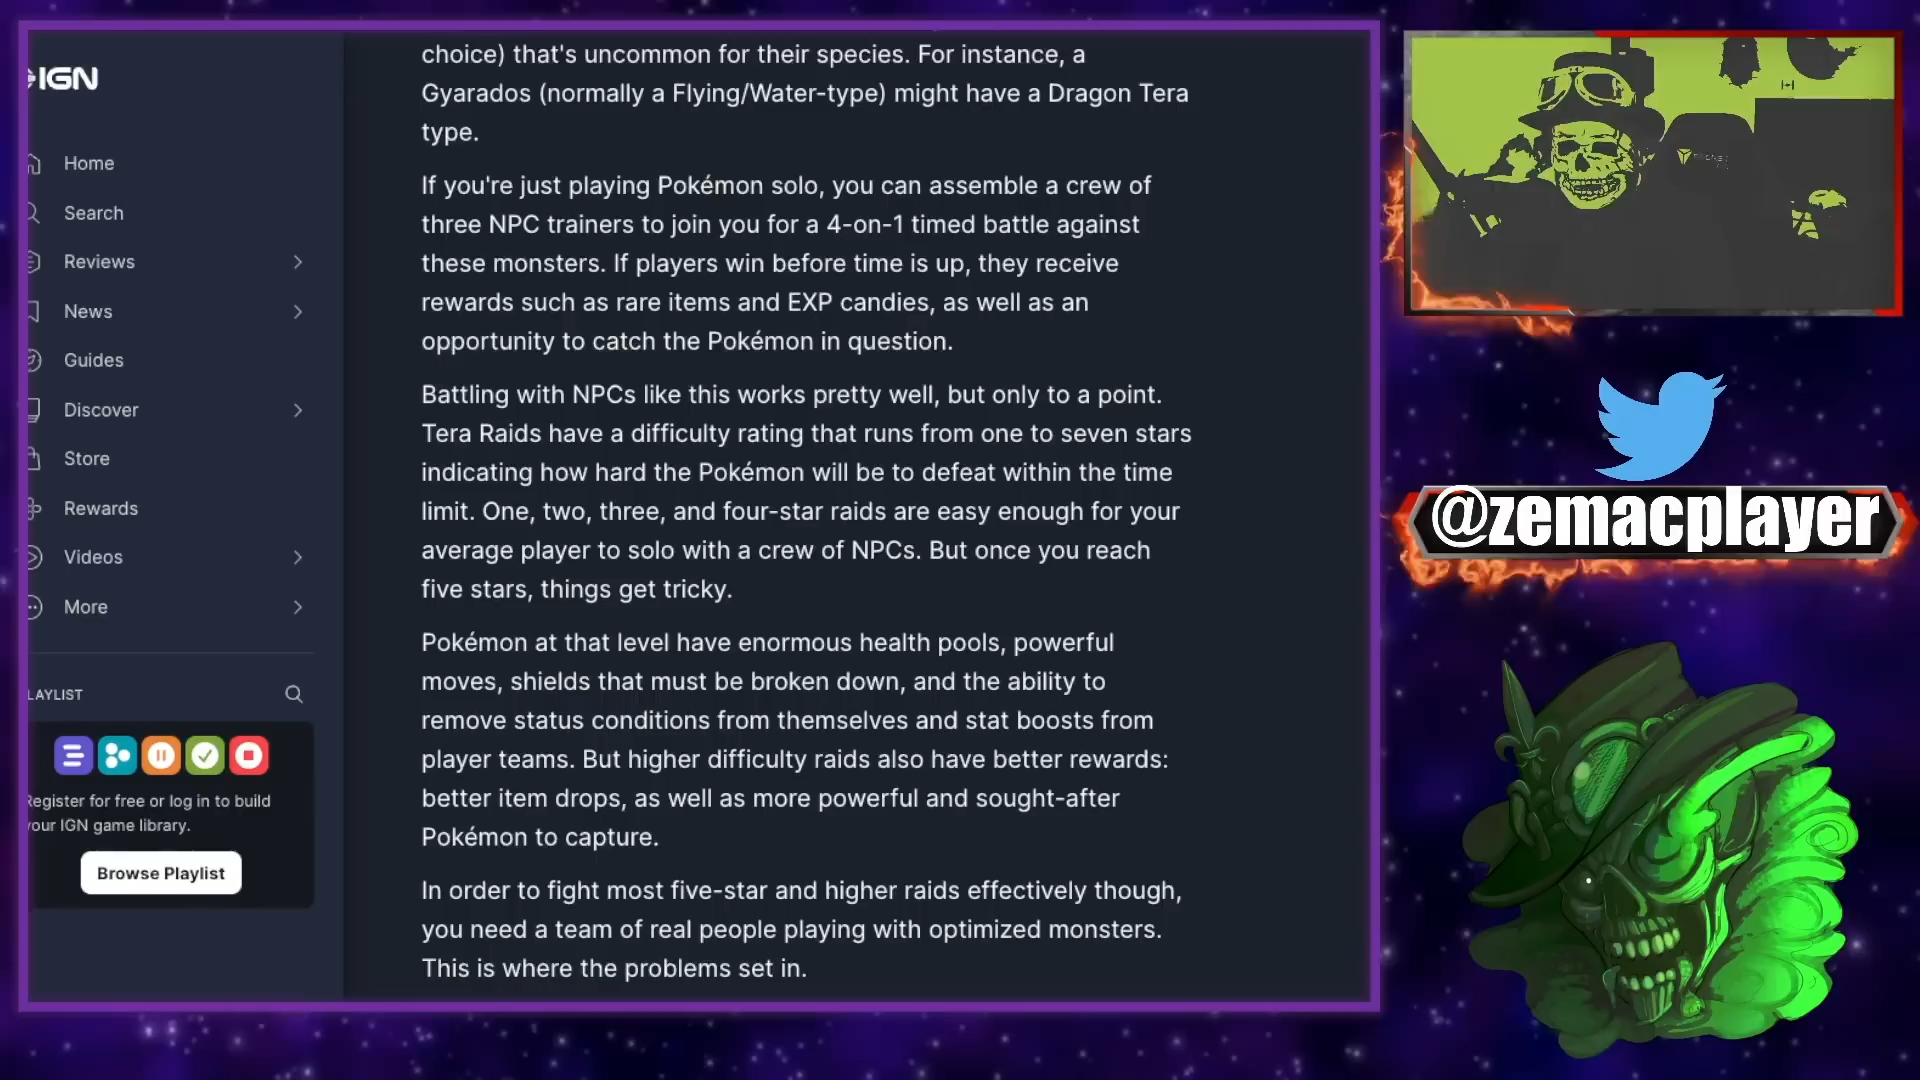 IGN
Home
Search
Reviews
News
Guides
Discover
Store
Rewards
Videos
More
LAYLIST
Register for free or log in to build
your IGN game library.
Browse Playlist
choice) that's uncommon for their species. For instance, a
Gyarados (normally a Flying/Water-type) might have a Dragon Tera
type.
If you're just playing Pokémon solo, you can assemble a crew of
three NPC trainers to join you for a 4-on-1 timed battle against
these monsters. If players win before time is up, they receive
rewards such as rare items and EXP candies, as well as an
opportunity to catch the Pokémon in question.
Battling with NPCs like this works pretty well, but only to a point.
Tera Raids have a difficulty rating that runs from one to seven stars
indicating how hard the Pokémon will be to defeat within the time
limit. One, two, three, and four-star raids are easy enough for your
average player to solo with a crew of NPCs. But once you reach
five stars, things get tricky.
Pokémon at that level have enormous health pools, powerful
moves, shields that must be broken down, and the ability to
remove status conditions from themselves and stat boosts from
player teams. But higher difficulty raids also have better rewards:
better item drops, as well as more powerful and sought-after
Pokémon to capture.
In order to fight most five-star and higher raids effectively though,
you need a team of real people playing with optimized monsters.
This is where the problems set in.
@zemacplayer